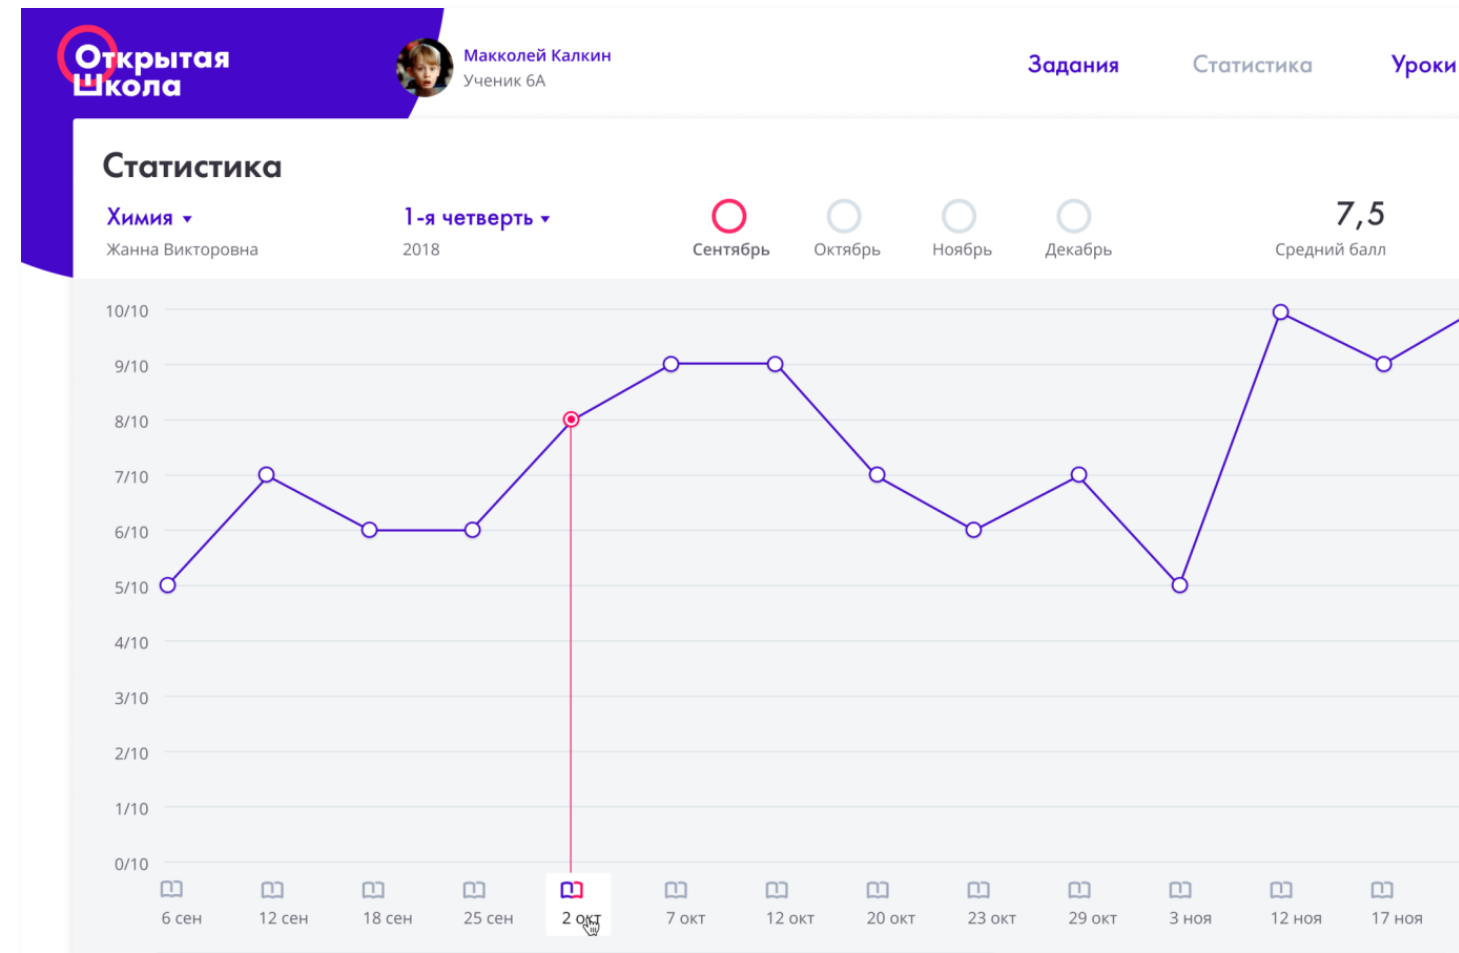 Открытая
Школа
Макколей Калкин
Ученик 6А
Задания
Статистика
Уроки
Статистика
Химия
Жанна Викторовна
1-я четверть
2018
Сентябрь
Октябрь
Ноябрь
Декабрь
7,5
Средний балл
10/10
9/10
8/10
7/10
6/10
5/10
4/10
3/10
2/10
1/10
0/10
6 сен
12 сен
18 сен
25 сен
2 окт
7 окт
12 окт
20 окт
23 окт
29 окт
3 ноя
12 ноя
17 ноя